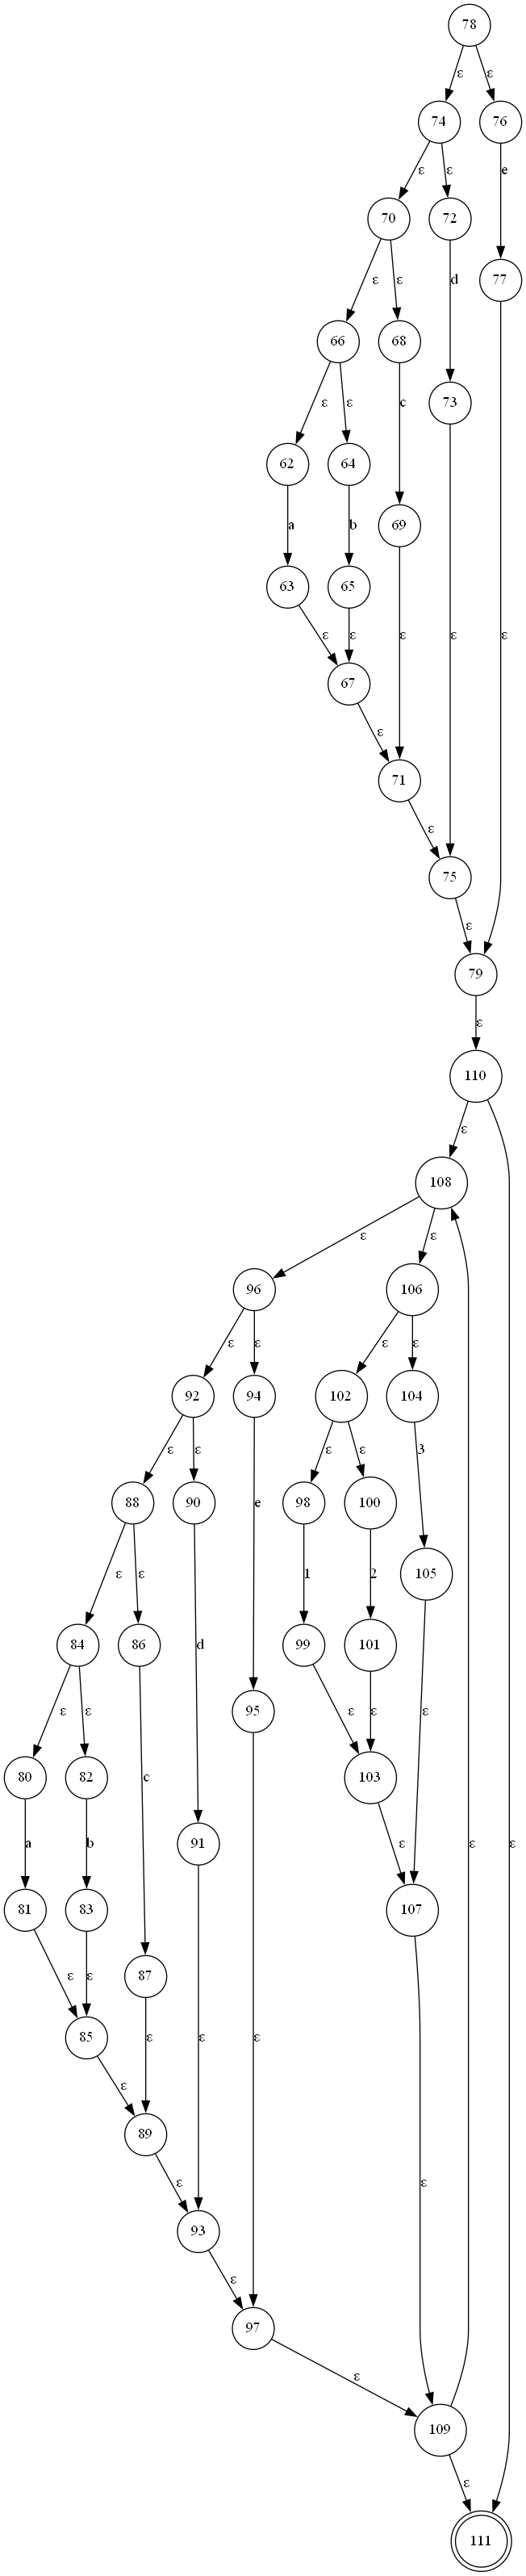 78
ε ε
74 76
ε ε e
70 72
ε ε d 77
66 68
ε ε c 73
62 64
a b 69
63 65
ε ε ε ε ε
67
ε
71
ε
75
ε
79
ε
110
ε
108
ε ε
96 106
ε ε ε ε
92 94 102 104
ε ε ε ε 3
88 90 98 100
ε ε d e 1 2 105
84 86 99 101
ε ε c ε ε ε
95
80 82 103
a b 91 ε ε ε
81 83 107
ε ε 87
85 ε ε ε ε
ε
89
ε
93
ε
97
ε
109
ε
111